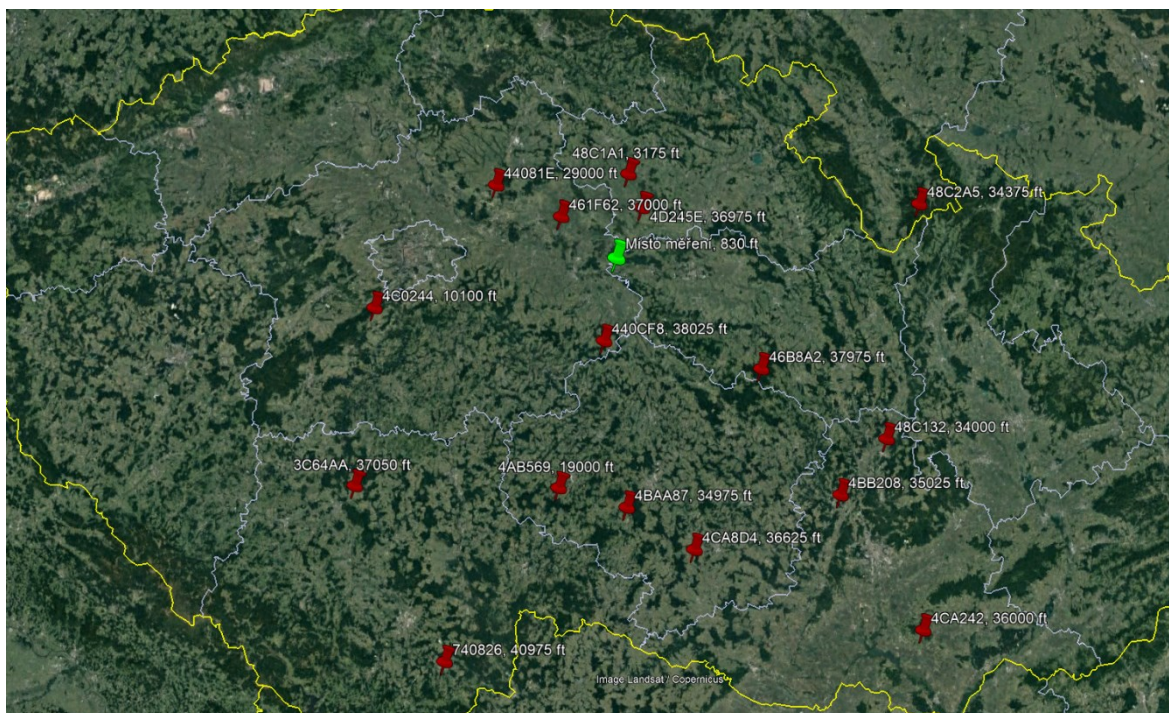 48C1A1, 3175 ft
44081E, 29000 ft
48C2A5, 34375 ft
461F62, 37000 ft
4D245E, 36975 ft
Místo měření, 830 ft
4C0244, 10100 ft
440CF8, 38025 ft
46B8A2, 37975 ft
48C132, 34000 ft
3C64AA, 37050 ft
4AB569, 19000 ft
4BB208, 35025 ft
4BAA87, 34975 ft
4CA8D4, 36625 ft
4CA242, 36000 ft
740826, 40975 ft
Image Landsat / Copernicus